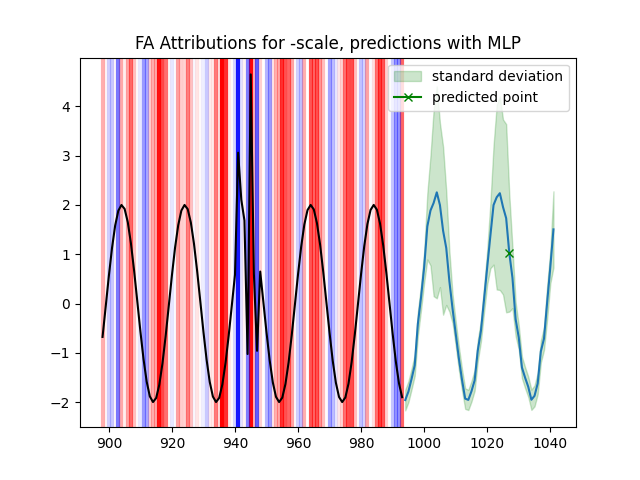 FA Attributions for -scale, predictions with MLP
standard deviation
predicted point
4
3
2
1
0
−1
−2
900 920 940 960 980 1000 1020 1040